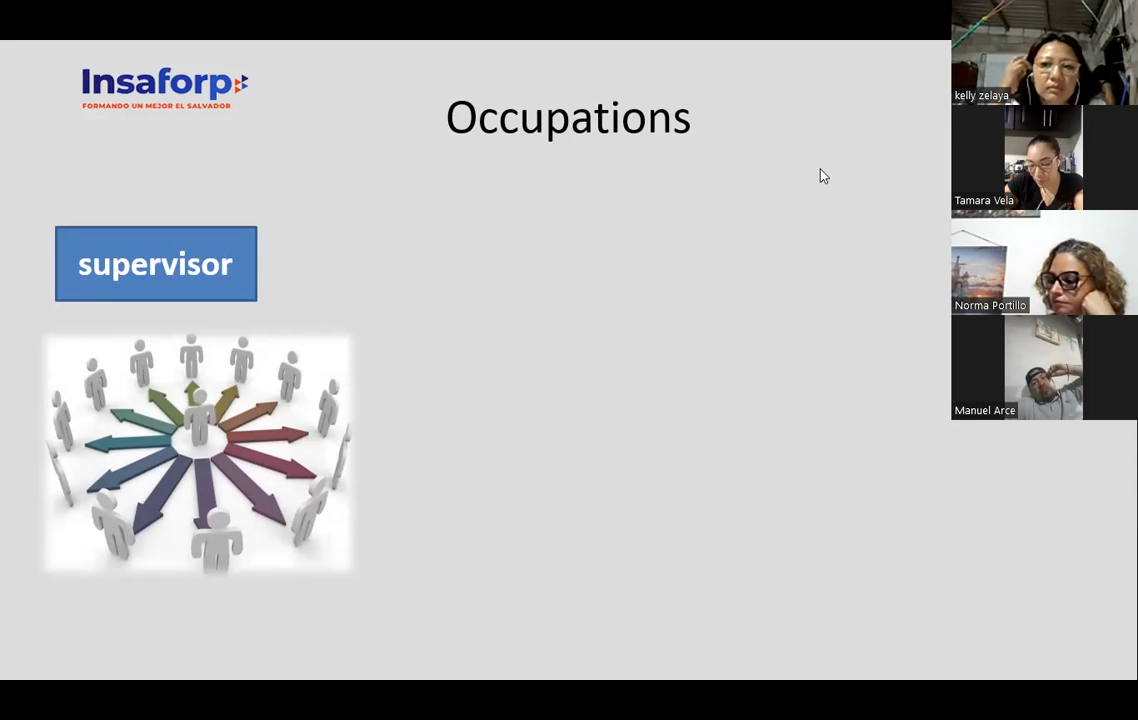 Insaforp
FORMANDO UN MEJOR EL SALVADOR
Occupations
supervisor
kelly zelaya
Tamara Vela
Norma Portillo
Manuel Arce